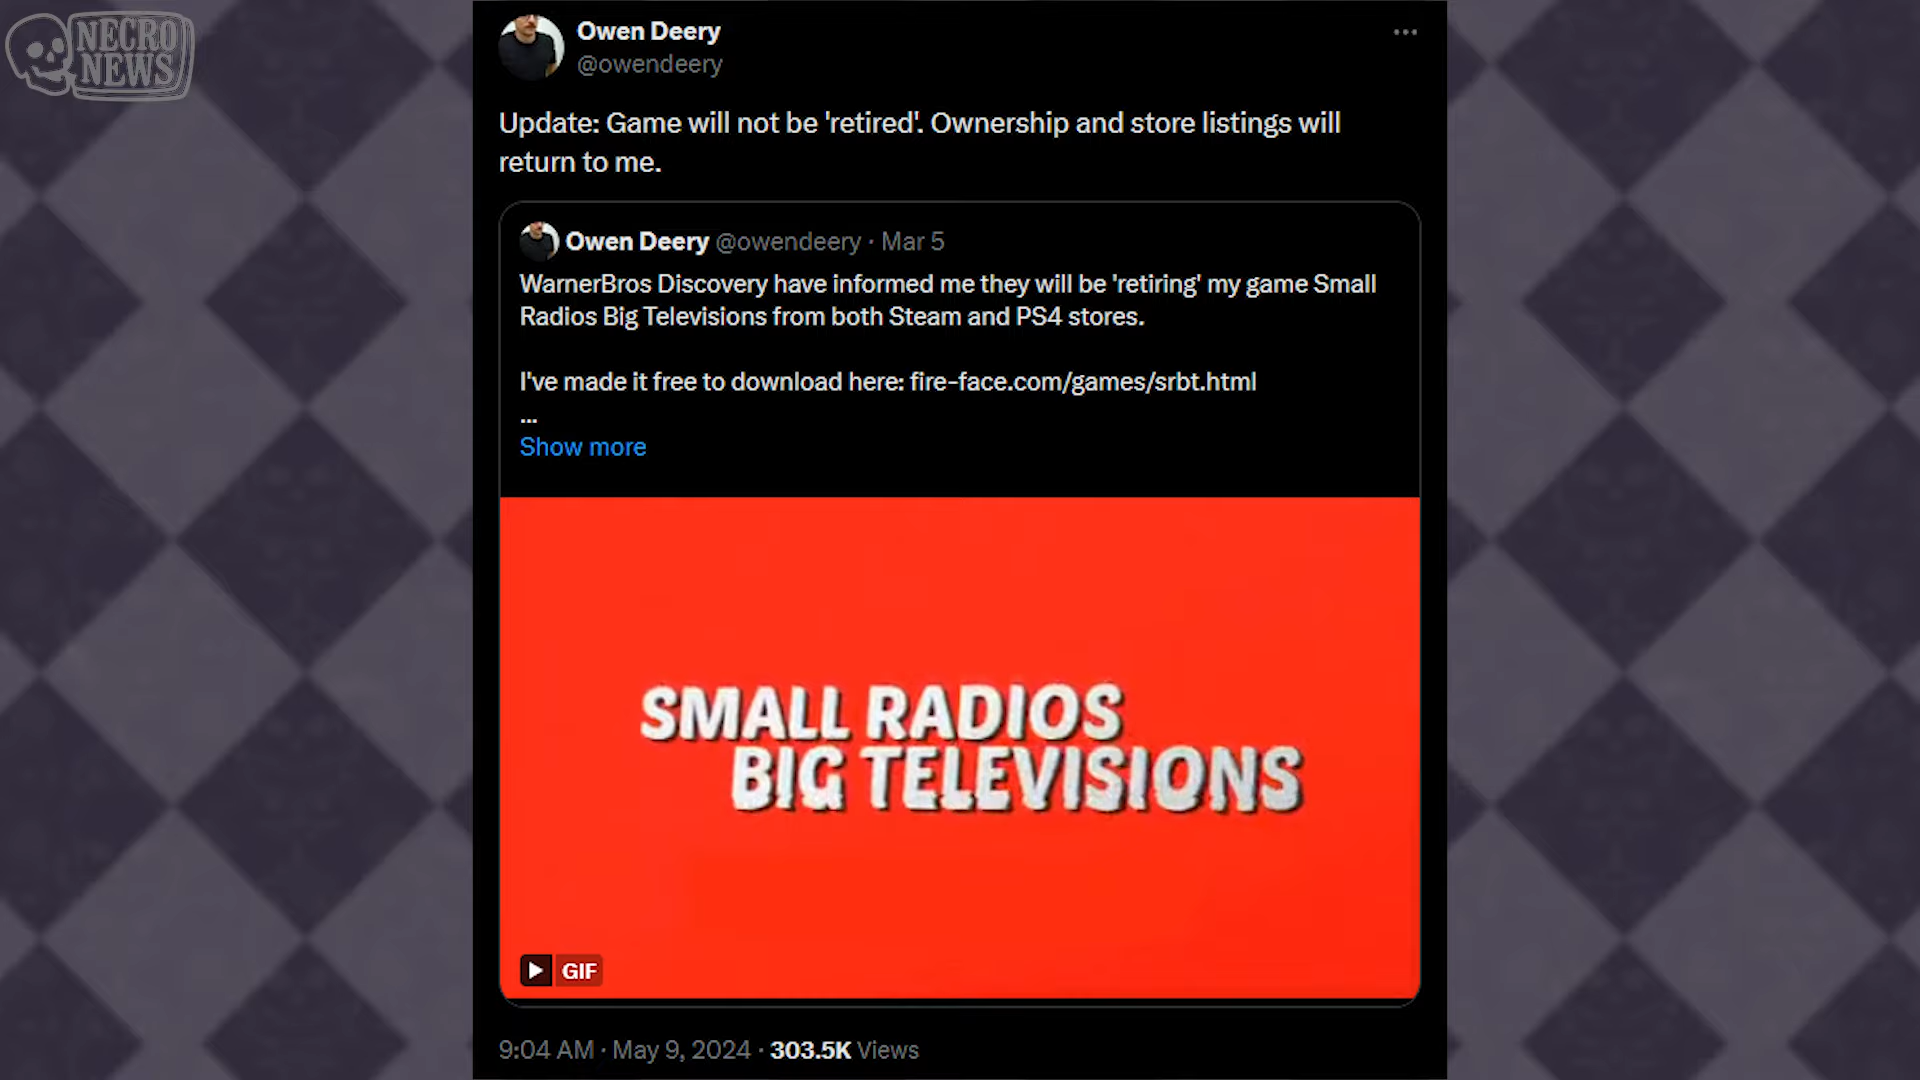 NECRO
NEWS
Owen Deery
@owendeery
Update: Game will not be 'retired'. Ownership and store listings will
return to me.
Owen Deery @owendeery · Mar 5
WarnerBros Discovery have informed me they will be 'retiring' my game Small
Radios Big Televisions from both Steam and PS4 stores.
I've made it free to download here: fire-face.com/games/srbt.html
...
Show more
SMALL RADIOS
BIG TELEVISIONS
GIF
9:04 AM · May 9, 2024 · 303.5K Views